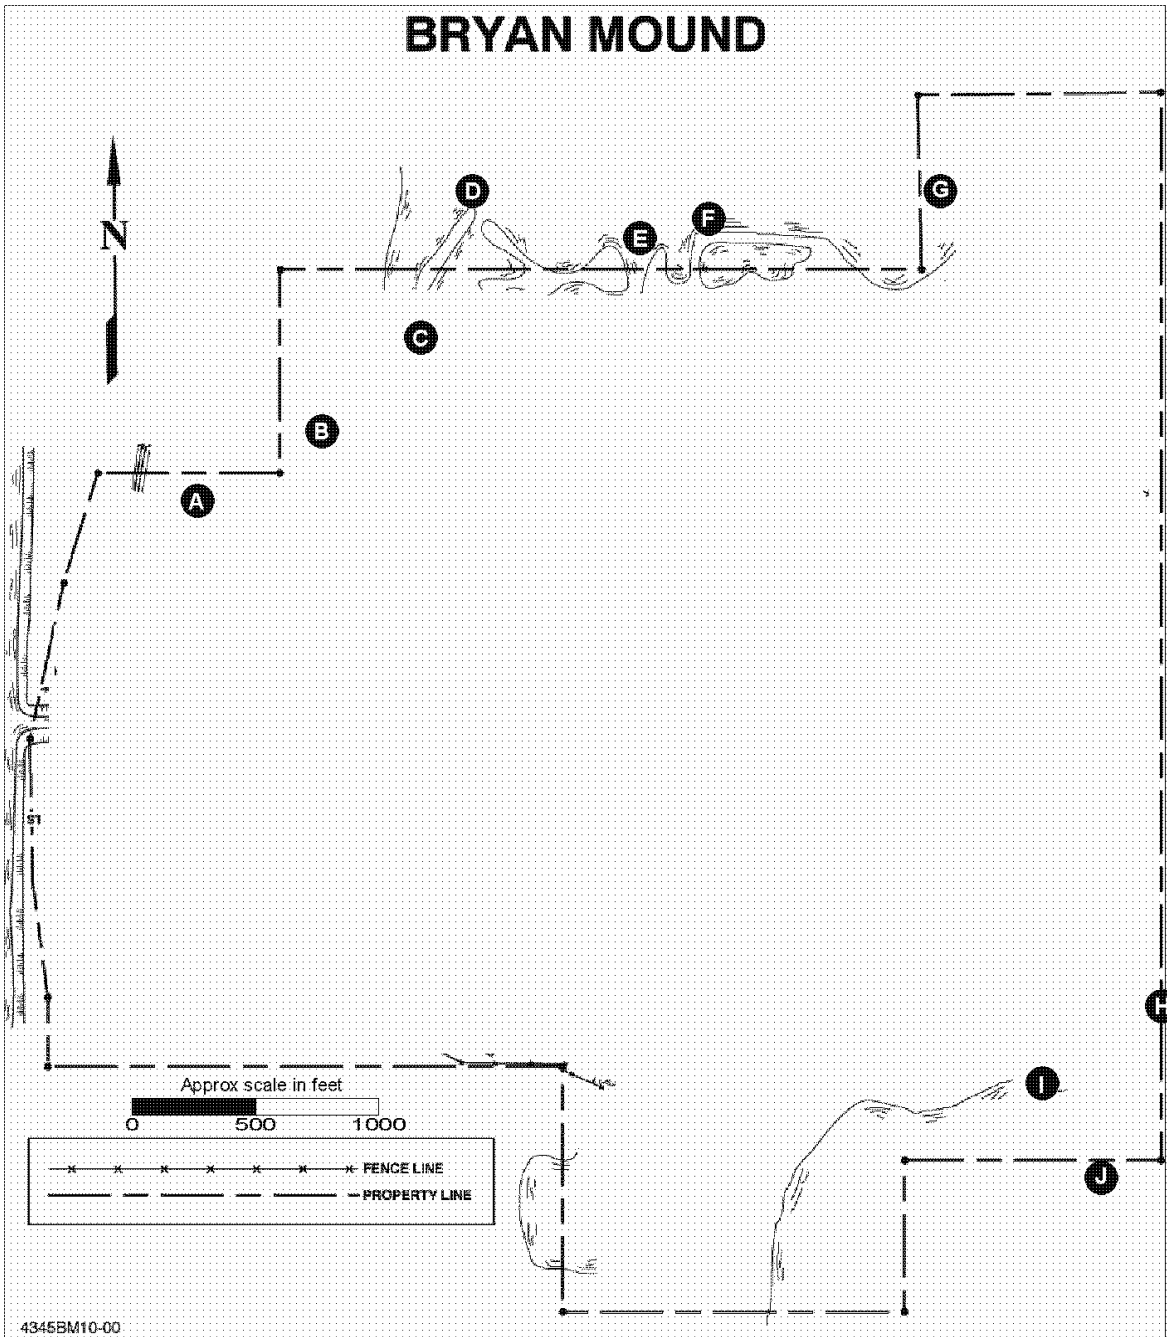 BRYAN MOUND
D
G
F
E
N
C
B
A
H
Approx scale in feet
0 500 1000
I
FENCE LINE
J
PROPERTY LINE
4345BM10-00